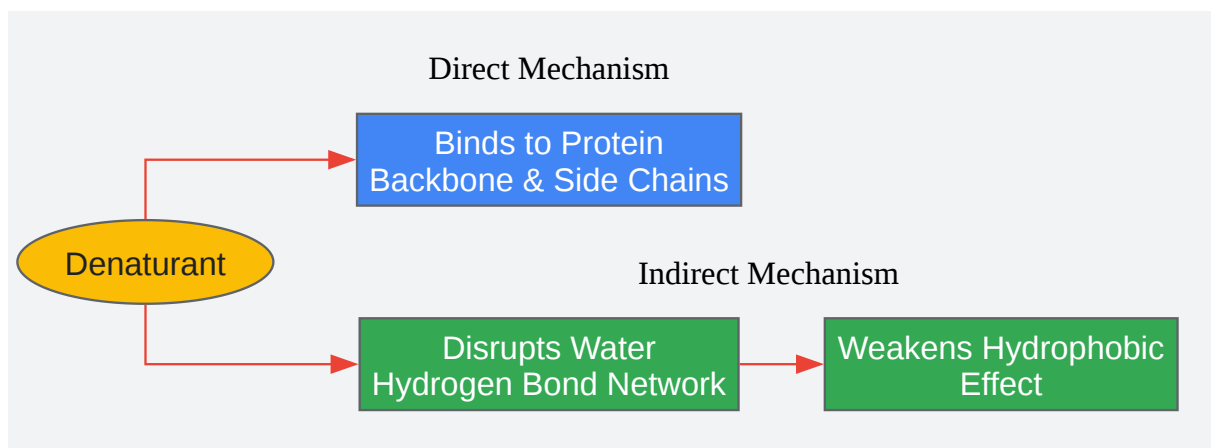 Direct Mechanism
Binds to Protein
Backbone & Side Chains
Denaturant
Indirect Mechanism
Disrupts Water
Hydrogen Bond Network
Weakens Hydrophobic
Effect